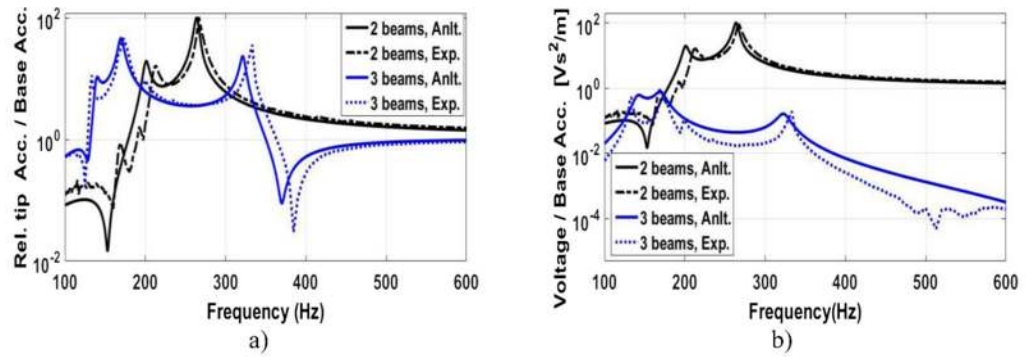 Rel. tip Acc. / Base Acc.
10^2
10^0
10^-2
2 beams, Anlt.
2 beams, Exp.
3 beams, Anlt.
3 beams, Exp.
100 200 300 400 500 600
Frequency (Hz)
a)
Voltage / Base Acc. [Vs^2/m]
10^2
10^0
10^-2
10^-4
2 beams, Anlt.
2 beams, Exp.
3 beams, Anlt.
3 beams, Exp.
100 200 300 400 500 600
Frequency (Hz)
b)